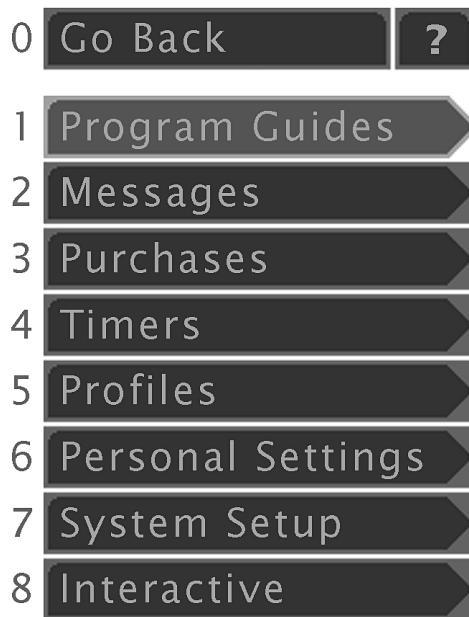 0 Go Back ?
1 Program Guides
2 Messages
3 Purchases
4 Timers
5 Profiles
6 Personal Settings
7 System Setup
8 Interactive